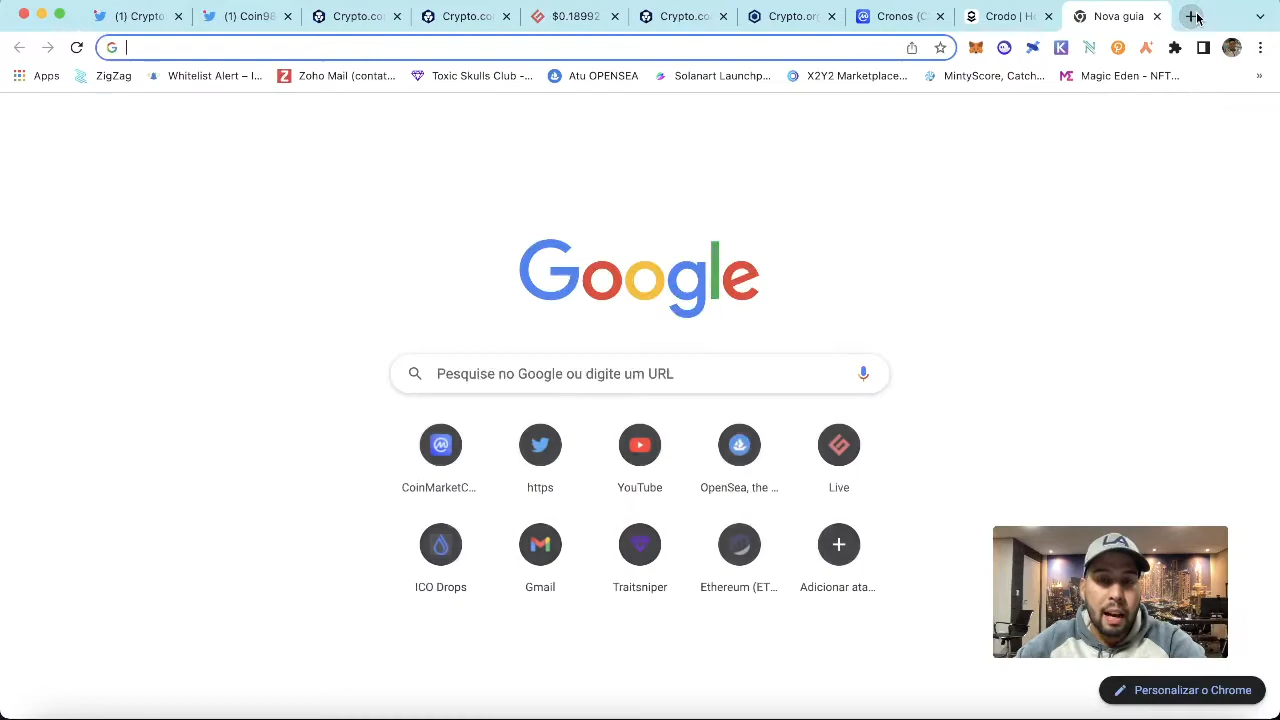 (1) Crypto
(1) Coin98
Crypto.co
Crypto.co
$0.18992
Crypto.co
Crypto.org
Cronos (C
Crodo | H
Nova guia
G
Apps
ZigZag
Whitelist Alert – I...
Zoho Mail (contat...
Toxic Skulls Club -...
Atu OPENSEA
Solanart Launchp...
X2Y2 Marketplace...
MintyScore, Catch...
Magic Eden - NFT...
»
Google
Pesquise no Google ou digite um URL
CoinMarketC...
https
YouTube
OpenSea, the ...
Live
ICO Drops
Gmail
Traitsniper
Ethereum (ET...
Adicionar ata...
LA
Personalizar o Chrome